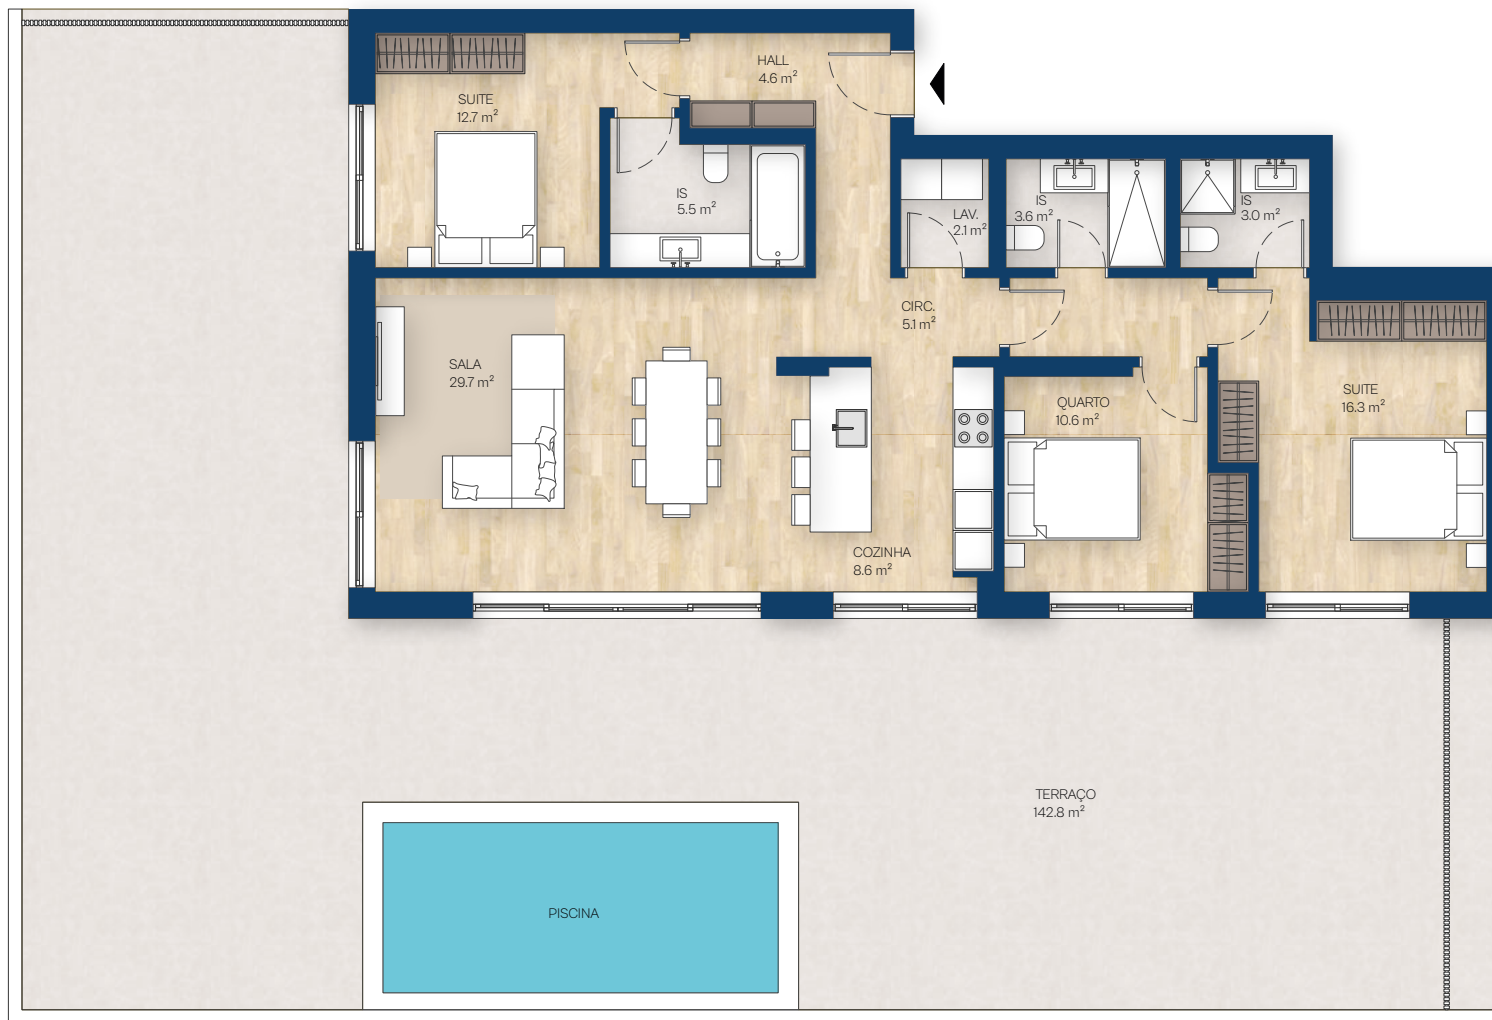 HALL
4.6 m²
SUITE
12.7 m²
IS
5.5 m²
LAV.
2.1 m²
IS
3.6 m²
IS
3.0 m²
CIRC.
5.1 m²
SALA
29.7 m²
QUARTO
10.6 m²
SUITE
16.3 m²
COZINHA
8.6 m²
TERRAÇO
142.8 m²
PISCINA